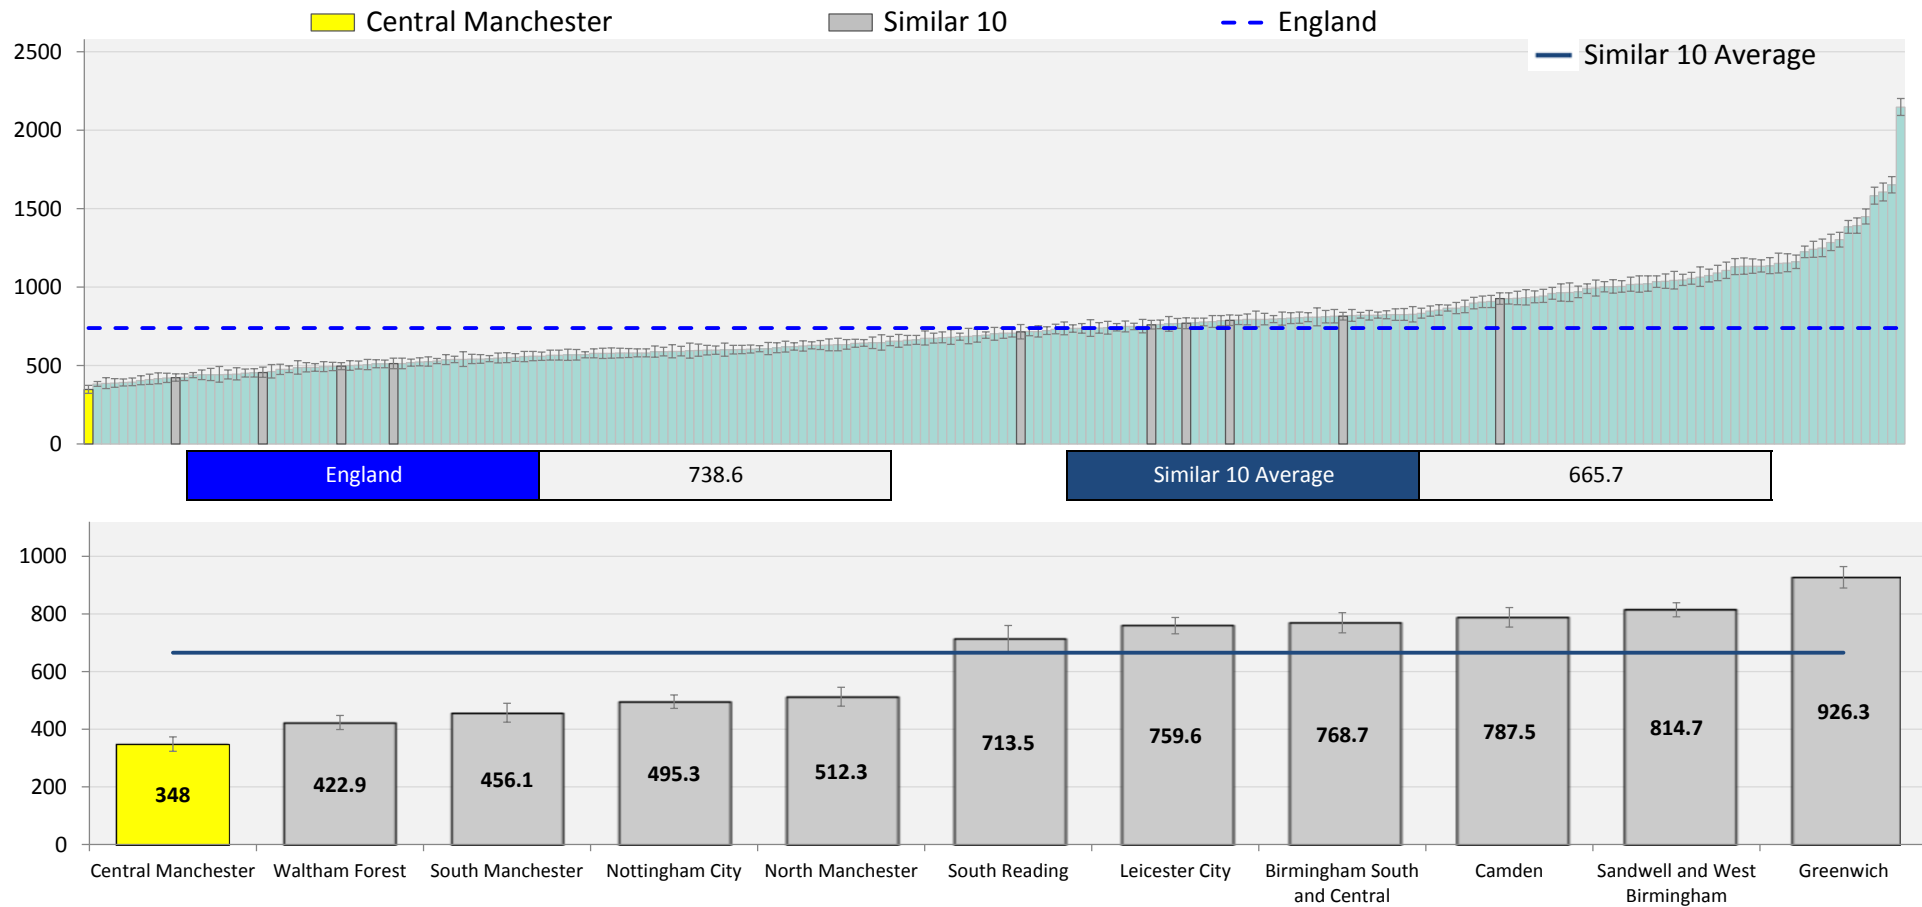 Central Manchester
Similar 10
England
Similar 10 Average
2500
2000
1500
1000
500
0
England 738.6 Similar 10 Average 665.7
1000
800
600
400
200
0
348 422.9 456.1 495.3 512.3 713.5 759.6 768.7 787.5 814.7 926.3
Central Manchester
Waltham Forest
South Manchester
Nottingham City
North Manchester
South Reading
Leicester City
Birmingham South
and Central
Camden
Sandwell and West
Birmingham
Greenwich